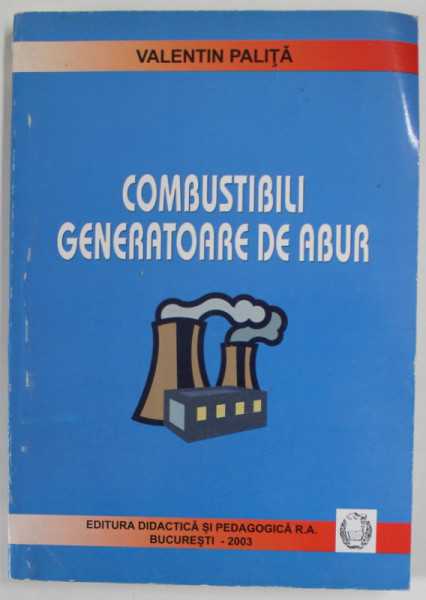 VALENTIN PALIȚĂ
COMBUSTIBILI
GENERATOARE DE ABUR
EDITURA DIDACTICĂ ȘI PEDAGOGICĂ R.A.
BUCUREȘTI - 2003